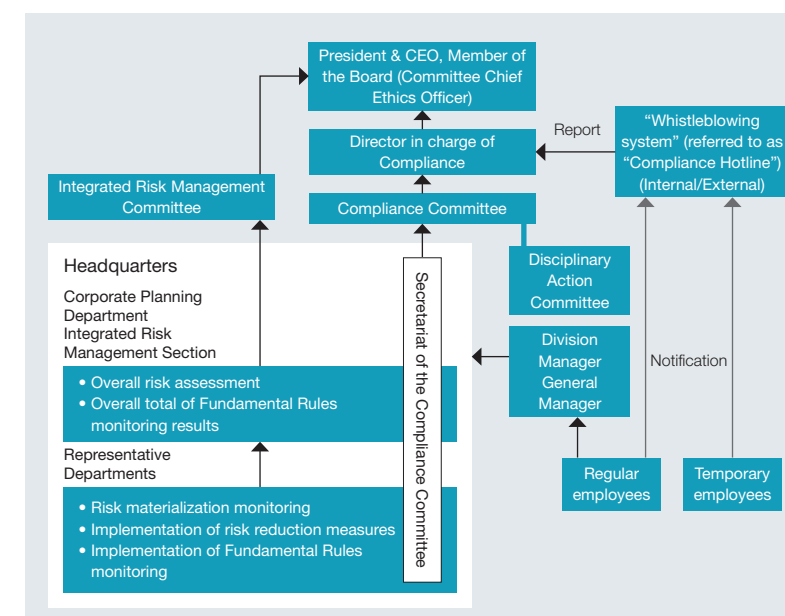 President & CEO, Member of
the Board (Committee Chief
Ethics Officer)
Director in charge of
Compliance
Report
“Whistleblowing
system” (referred to as
“Compliance Hotline”)
(Internal/External)
Integrated Risk Management
Committee
Compliance Committee
Disciplinary
Action
Committee
Headquarters
Corporate Planning
Department
Integrated Risk
Management Section
• Overall risk assessment
• Overall total of Fundamental Rules
monitoring results
Representative
Departments
• Risk materialization monitoring
• Implementation of risk reduction measures
• Implementation of Fundamental Rules
monitoring
Secretariat of the Compliance Committee
Division
Manager
General
Manager
Notification
Regular
employees
Temporary
employees